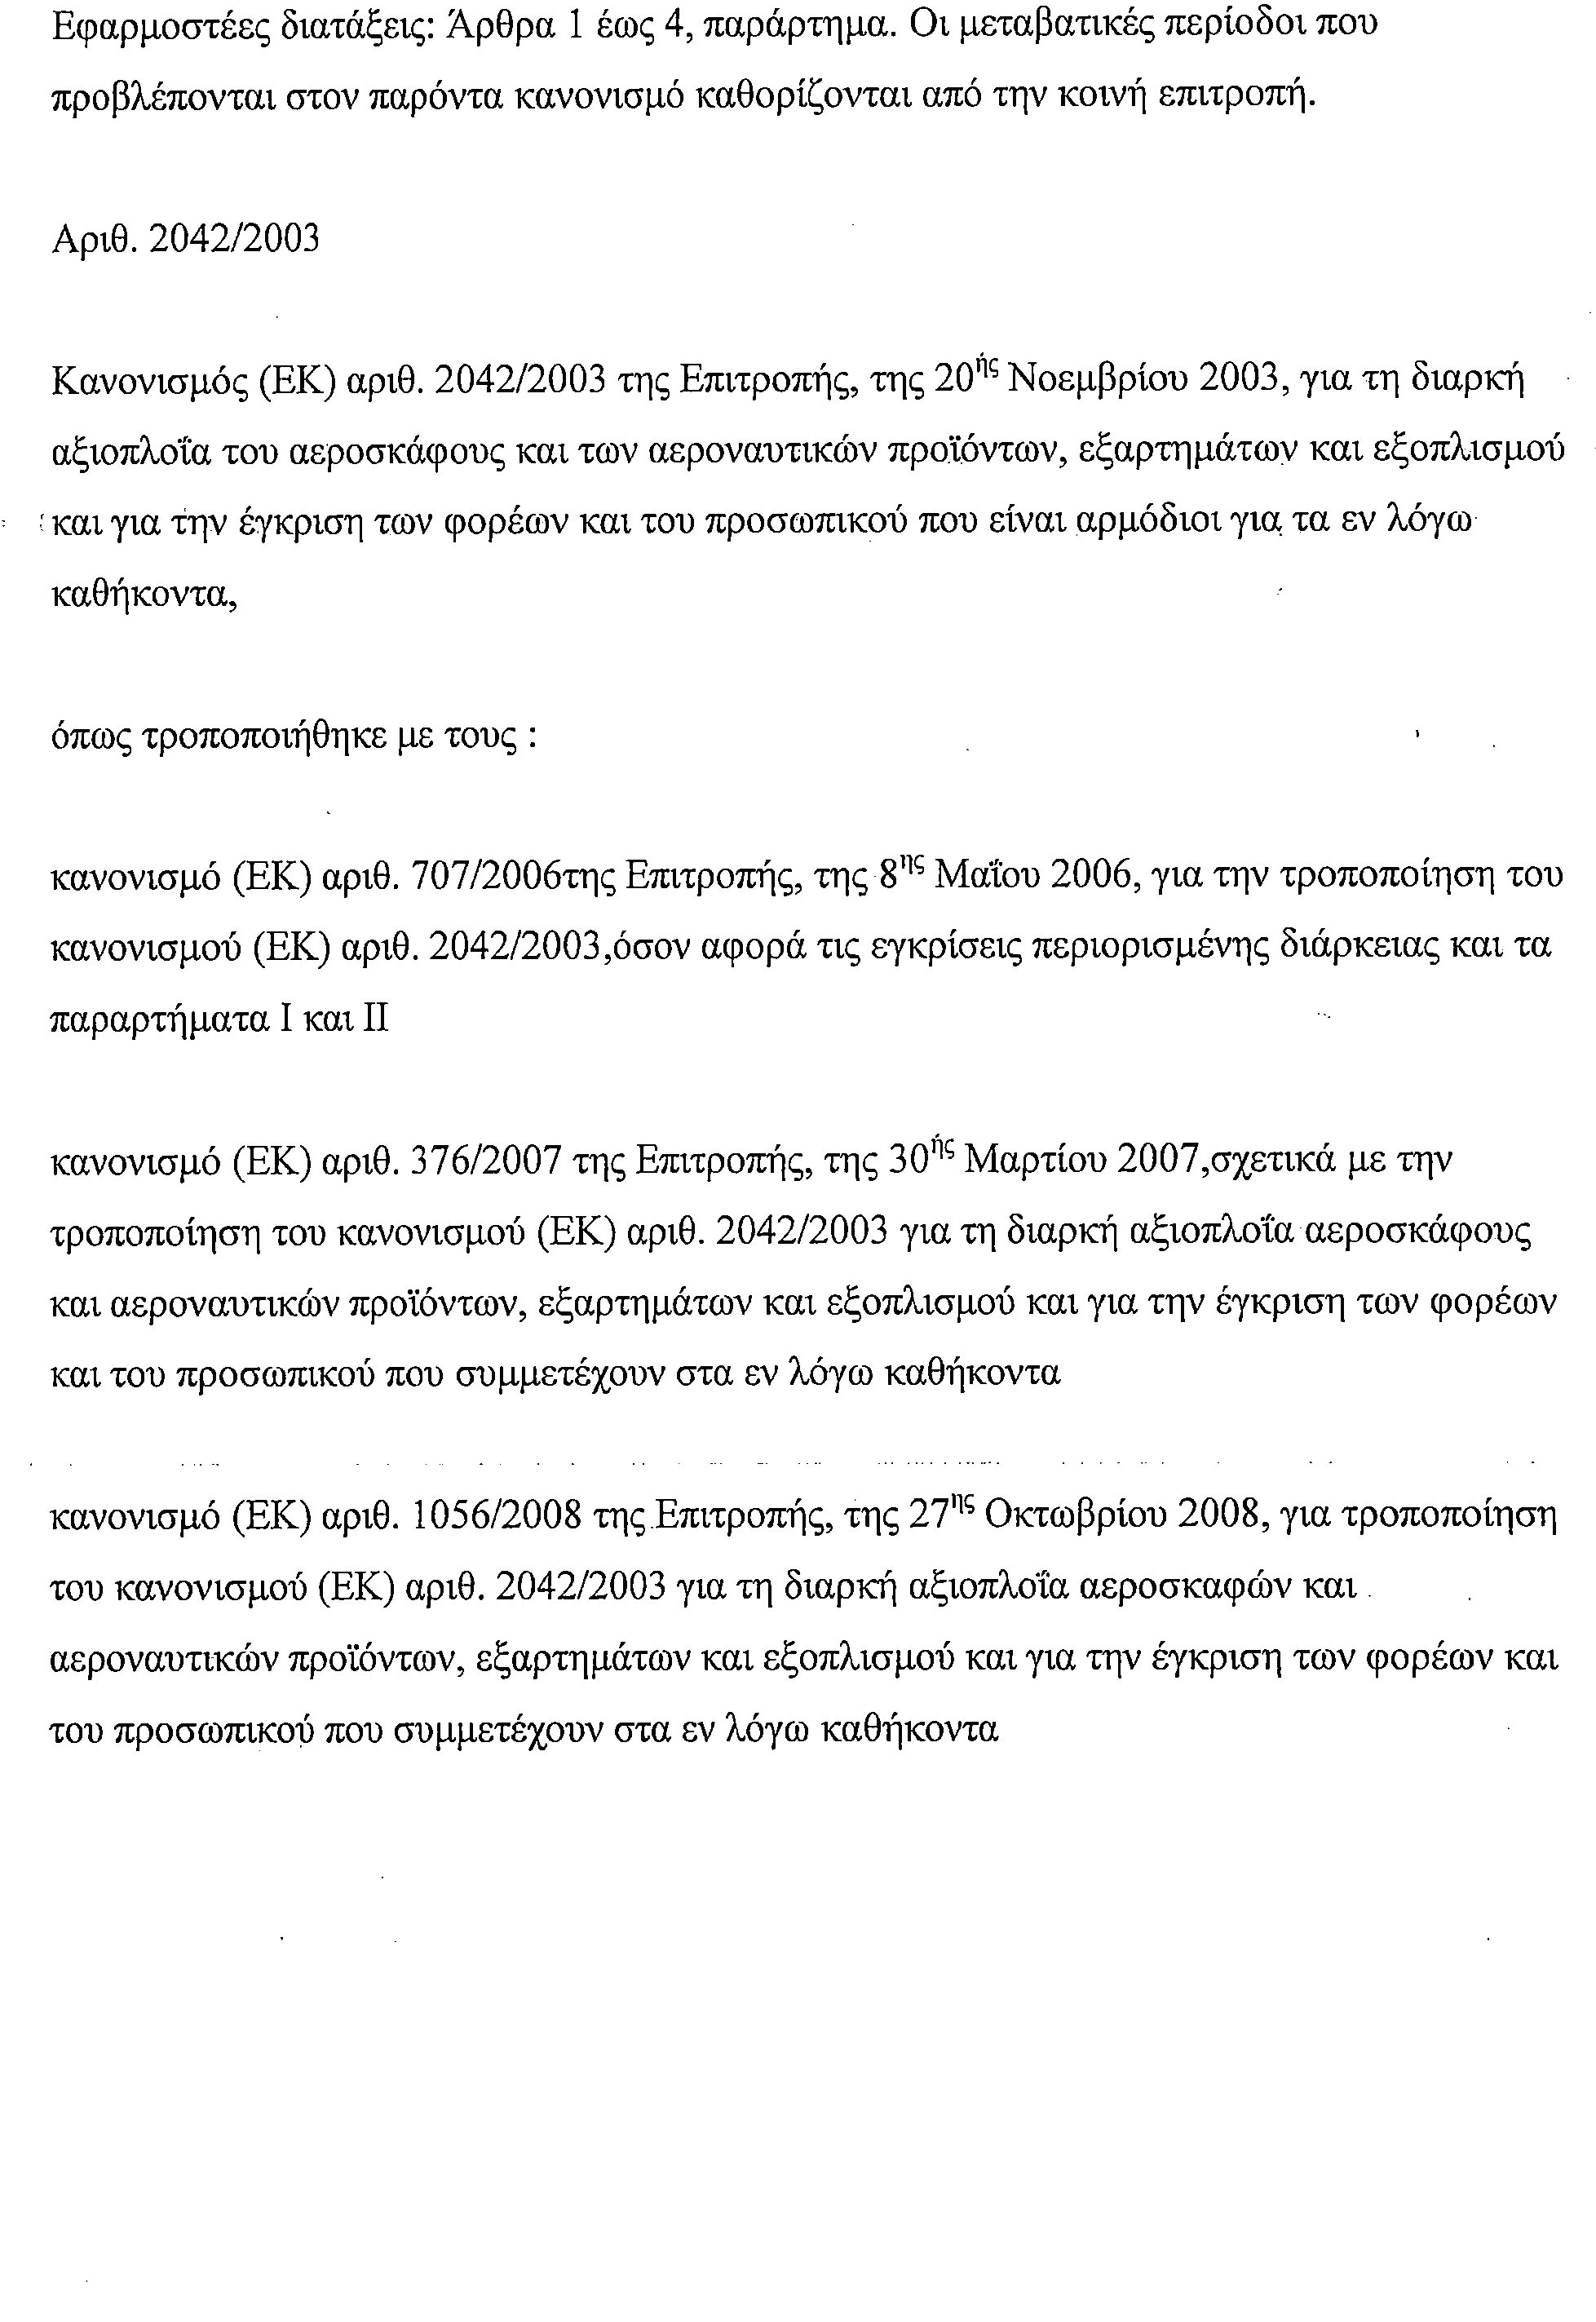 Εφαρμοστέες διατάξεις: Άρθρα 1 έως 4, παράρτημα. Οι μεταβατικές περίοδοι που
προβλέπονται στον παρόντα κανονισμό καθορίζονται από την κοινή επιτροπή.
Αριθ. 2042/2003
Κανονισμός (ΕΚ) αριθ. 2042/2003 της Επιτροπής, της 20ής Νοεμβρίου 2003, για τη διαρκή
αξιοπλοΐα του αεροσκάφους και των αεροναυτικών προϊόντων, εξαρτημάτων και εξοπλισμού
και για την έγκριση των φορέων και του προσωπικού που είναι αρμόδιοι για τα εν λόγω
καθήκοντα,
όπως τροποποιήθηκε με τους :
κανονισμό (ΕΚ) αριθ. 707/2006της Επιτροπής, της 8ης Μαΐου 2006, για την τροποποίηση του
κανονισμού (ΕΚ) αριθ. 2042/2003,όσον αφορά τις εγκρίσεις περιορισμένης διάρκειας και τα
παραρτήματα Ι και ΙΙ
κανονισμό (ΕΚ) αριθ. 376/2007 της Επιτροπής, της 30ής Μαρτίου 2007,σχετικά με την
τροποποίηση του κανονισμού (ΕΚ) αριθ. 2042/2003 για τη διαρκή αξιοπλοΐα αεροσκάφους
και αεροναυτικών προϊόντων, εξαρτημάτων και εξοπλισμού και για την έγκριση των φορέων
και του προσωπικού που συμμετέχουν στα εν λόγω καθήκοντα
κανονισμό (ΕΚ) αριθ. 1056/2008 της Επιτροπής, της 27ης Οκτωβρίου 2008, για τροποποίηση
του κανονισμού (ΕΚ) αριθ. 2042/2003 για τη διαρκή αξιοπλοΐα αεροσκαφών και
αεροναυτικών προϊόντων, εξαρτημάτων και εξοπλισμού και για την έγκριση των φορέων και
του προσωπικού που συμμετέχουν στα εν λόγω καθήκοντα